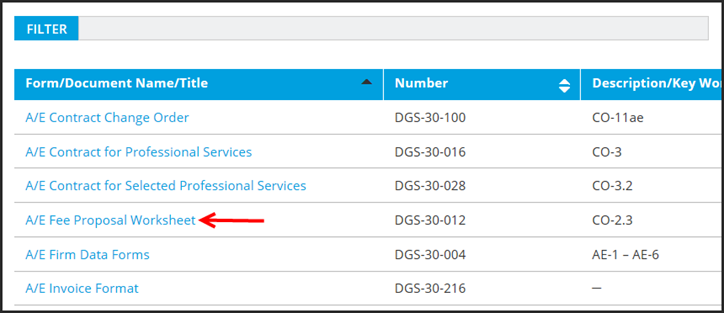 FILTER
Form/Document Name/Title Number Description/Key Wo
A/E Contract Change Order DGS-30-100 CO-11ae
A/E Contract for Professional Services DGS-30-016 CO-3
A/E Contract for Selected Professional Services DGS-30-028 CO-3.2
A/E Fee Proposal Worksheet DGS-30-012 CO-2.3
A/E Firm Data Forms DGS-30-004 AE-1 – AE-6
A/E Invoice Format DGS-30-216 —